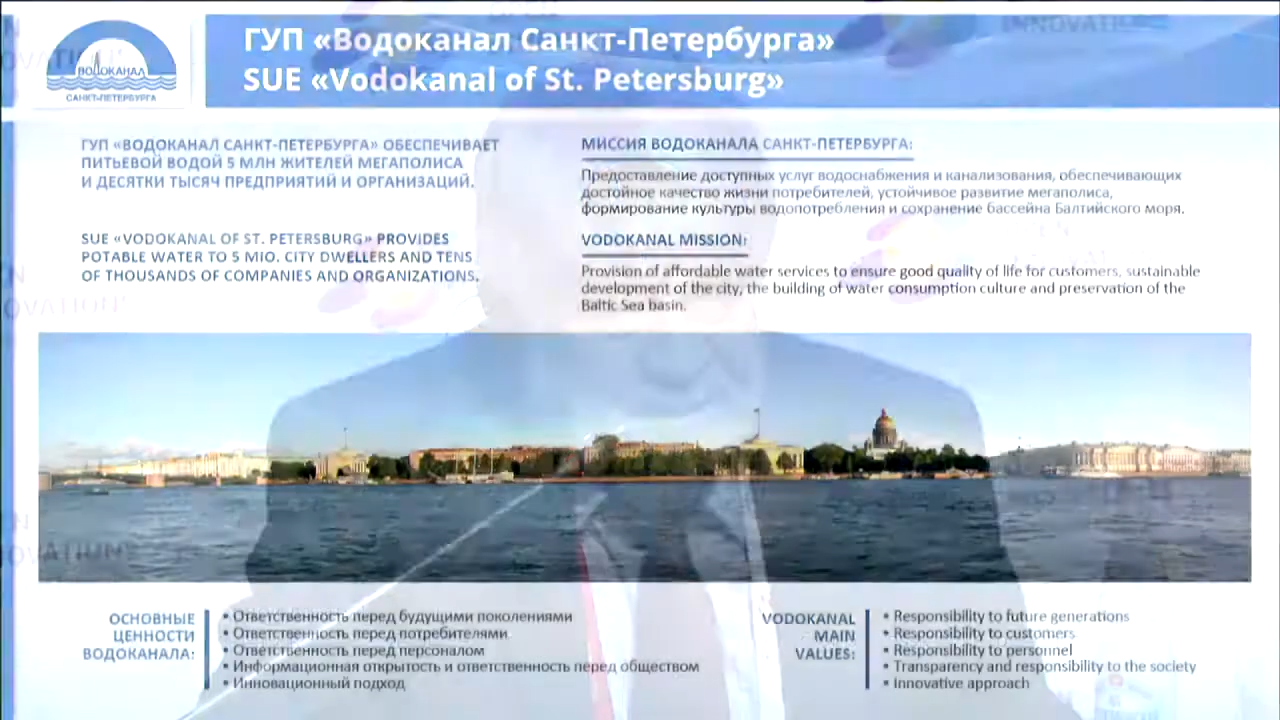 ГУП «Водоканал Санкт-Петербурга»
SUE «Vodokanal of St. Petersburg»
ВОДОКАНАЛ
САНКТ-ПЕТЕРБУРГА
INNOVATION
ГУП «ВОДОКАНАЛ САНКТ-ПЕТЕРБУРГА» ОБЕСПЕЧИВАЕТ
ПИТЬЕВОЙ ВОДОЙ 5 МЛН ЖИТЕЛЕЙ МЕГАПОЛИСА
И ДЕСЯТКИ ТЫСЯЧ ПРЕДПРИЯТИЙ И ОРГАНИЗАЦИЙ.
SUE «VODOKANAL OF ST. PETERSBURG» PROVIDES
POTABLE WATER TO 5 MIO. CITY DWELLERS AND TENS
OF THOUSANDS OF COMPANIES AND ORGANIZATIONS.
МИССИЯ ВОДОКАНАЛА САНКТ-ПЕТЕРБУРГА:
Предоставление доступных услуг водоснабжения и канализования, обеспечивающих
достойное качество жизни потребителей, устойчивое развитие мегаполиса,
формирование культуры водопотребления и сохранение бассейна Балтийского моря.
VODOKANAL MISSION:
Provision of affordable water services to ensure good quality of life for customers, sustainable
development of the city, the building of water consumption culture and preservation of the
Baltic Sea basin.
ОСНОВНЫЕ
ЦЕННОСТИ
ВОДОКАНАЛА:
▪ Ответственность перед будущими поколениями
▪ Ответственность перед потребителями
▪ Ответственность перед персоналом
▪ Информационная открытость и ответственность перед обществом
▪ Инновационный подход
VODOKANAL
MAIN
VALUES:
▪ Responsibility to future generations
▪ Responsibility to customers
▪ Responsibility to personnel
▪ Transparency and responsibility to the society
▪ Innovative approach